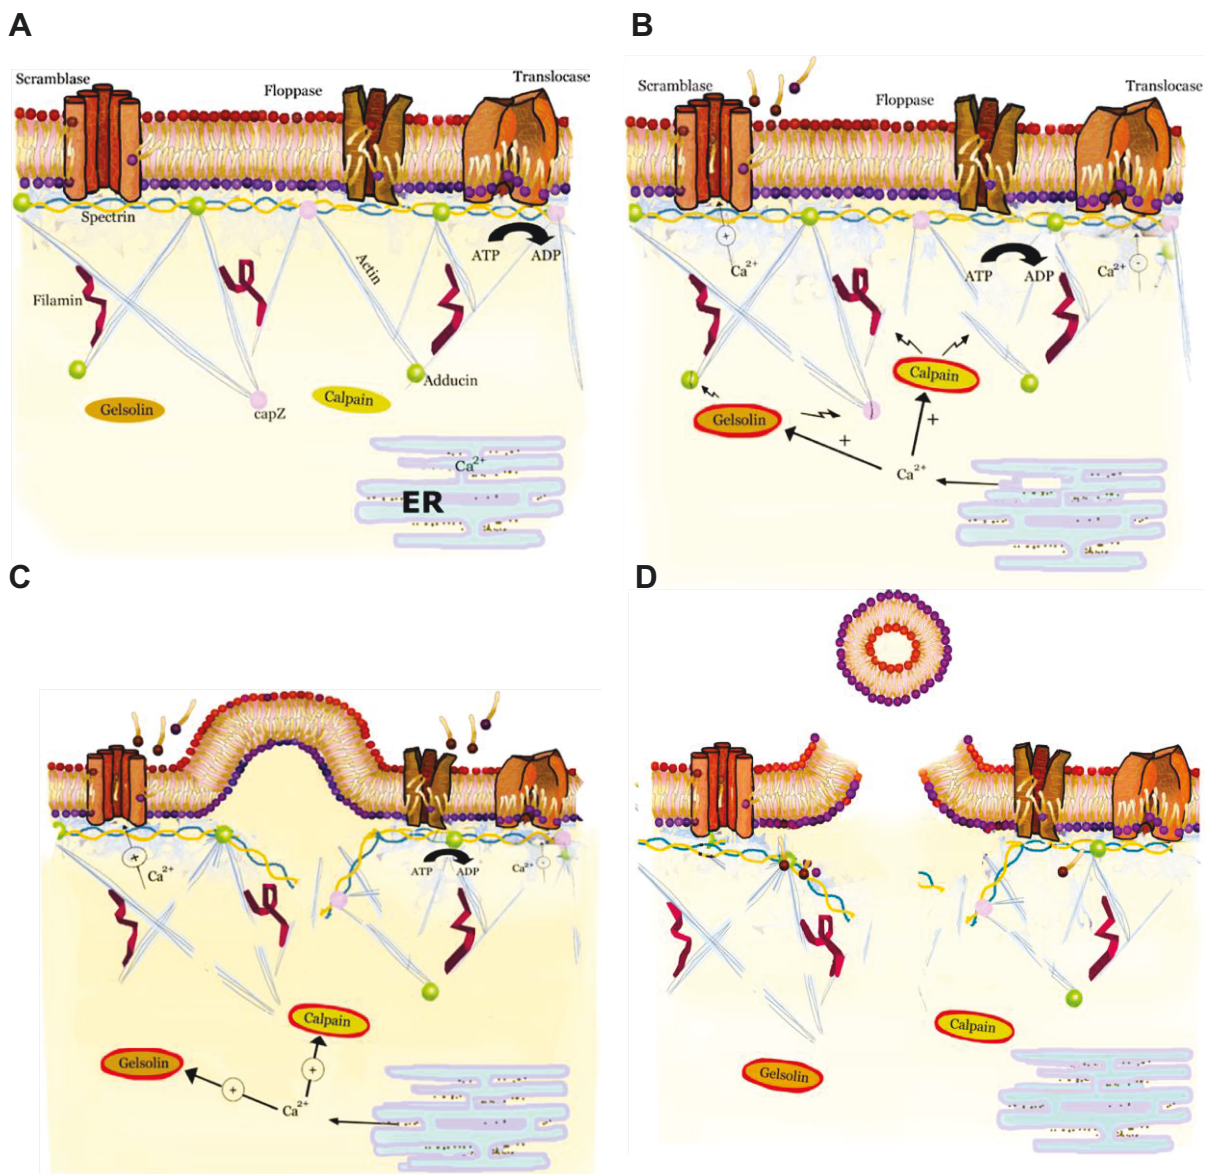 A
Scramblase
Floppase
Translocase
Spectrin
ATP ADP
Actin
Filamin
Adducin
Calpain
Gelsolin
capZ
Ca2+
ER
B
Scramblase
Floppase
Translocase
+
Ca2+
ATP ADP
Ca2+ -
Calpain
Gelsolin
+
+
Ca2+
C
+
Ca2+
ATP ADP
Ca2+ -
Calpain
Gelsolin
+
+
Ca2+
D
Calpain
Gelsolin